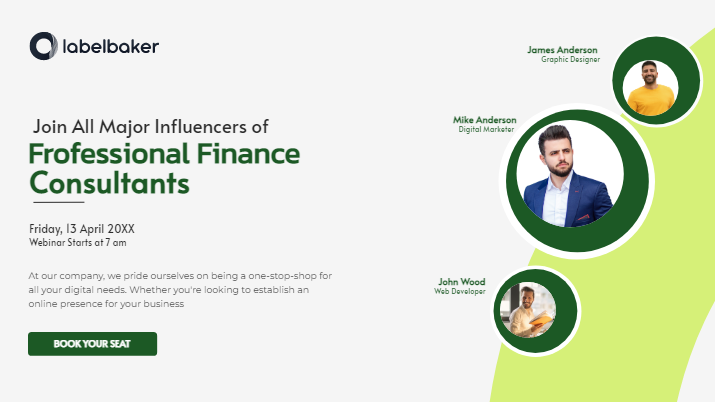 labelbaker
Join All Major Influencers of
Professional Finance
Consultants
Friday, 13 April 20XX
Webinar Starts at 7 am
At our company, we pride ourselves on being a one-stop-shop for
all your digital needs. Whether you're looking to establish an
online presence for your business
BOOK YOUR SEAT
James Anderson
Graphic Designer
Mike Anderson
Digital Marketer
John Wood
Web Developer